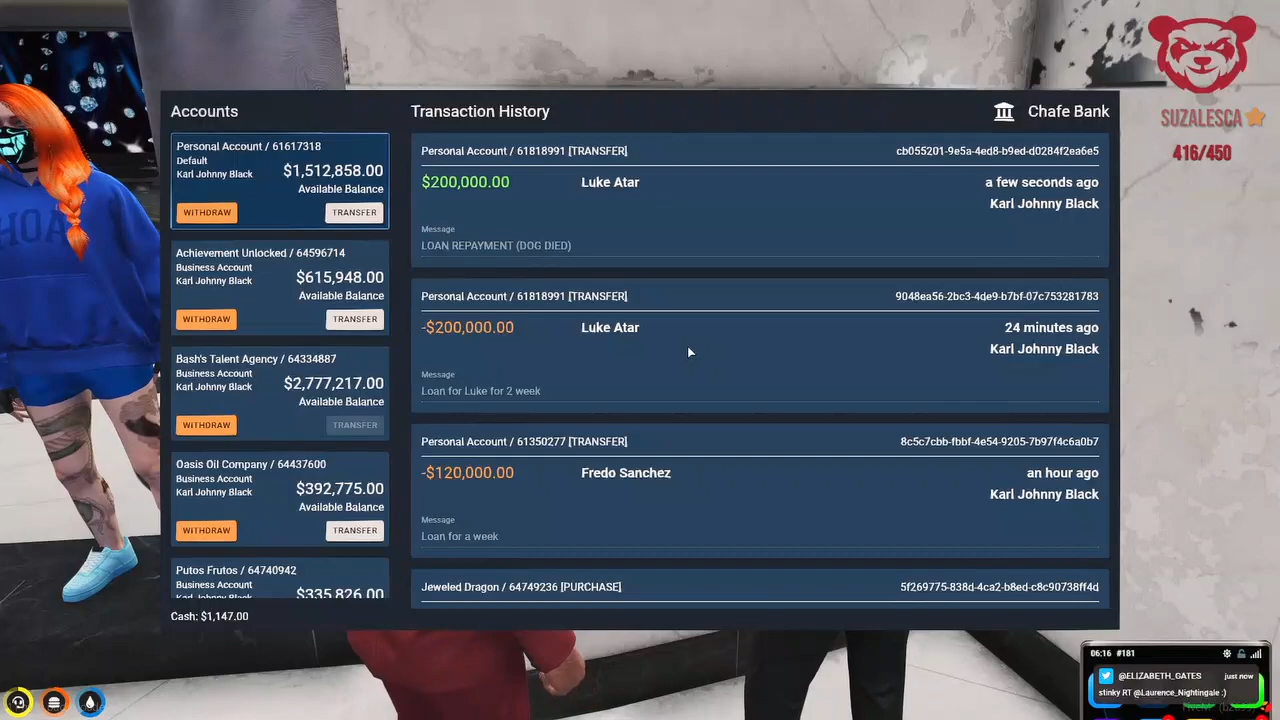 Accounts
Personal Account / 61617318
Default
Karl Johnny Black
$1,512,858.00
Available Balance
WITHDRAW
TRANSFER
Achievement Unlocked / 64596714
Business Account
Karl Johnny Black
$615,948.00
Available Balance
WITHDRAW
TRANSFER
Bash's Talent Agency / 64334887
Business Account
Karl Johnny Black
$2,777,217.00
Available Balance
WITHDRAW
TRANSFER
Oasis Oil Company / 64437600
Business Account
Karl Johnny Black
$392,775.00
Available Balance
WITHDRAW
TRANSFER
Putos Frutos / 64740942
Business Account
Karl Johnny Black
$335,826.00
Cash: $1,147.00
Transaction History
Chafe Bank
Personal Account / 61818991 [TRANSFER]
cb055201-9e5a-4ed8-b9ed-d0284f2ea6e5
$200,000.00
Luke Atar
a few seconds ago
Karl Johnny Black
Message
LOAN REPAYMENT (DOG DIED)
Personal Account / 61818991 [TRANSFER]
9048ea56-2bc3-4de9-b7bf-07c753281783
-$200,000.00
Luke Atar
24 minutes ago
Karl Johnny Black
Message
Loan for Luke for 2 week
Personal Account / 61350277 [TRANSFER]
8c5c7cbb-fbbf-4e54-9205-7b97f4c6a0b7
-$120,000.00
Fredo Sanchez
an hour ago
Karl Johnny Black
Message
Loan for a week
Jeweled Dragon / 64749236 [PURCHASE]
5f269775-838d-4ca2-b8ed-c8c90738ff4d
SUZALESCA
416/450
06:16 #181
@ELIZABETH_GATES
just now
stinky RT @Laurence_Nightingale :)